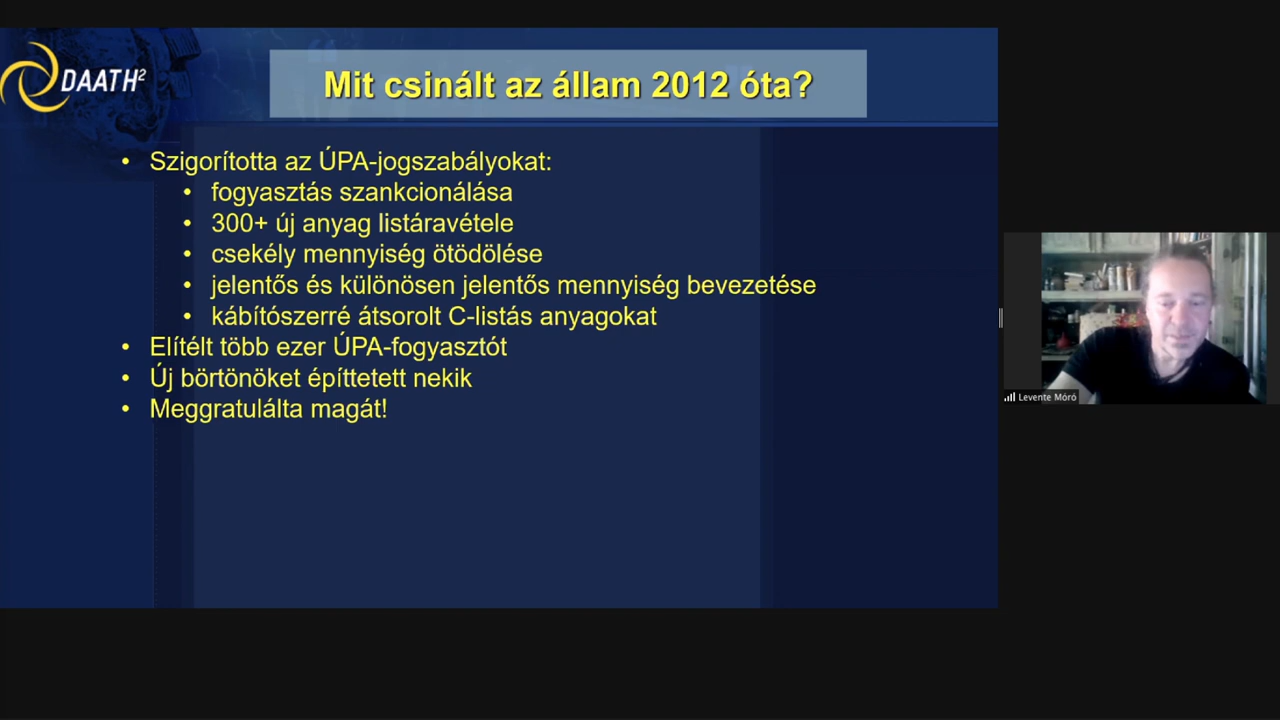 DAATH²
Mit csinált az állam 2012 óta?
• Szigorította az ÚPA-jogszabályokat:
• fogyasztás szankcionálása
• 300+ új anyag listáravétele
• csekély mennyiség ötödölése
• jelentős és különösen jelentős mennyiség bevezetése
• kábítószerré átsorolt C-listás anyagokat
• Elítélt több ezer ÚPA-fogyasztót
• Új börtönöket építtetett nekik
• Meggratulálta magát!
Levente Móró